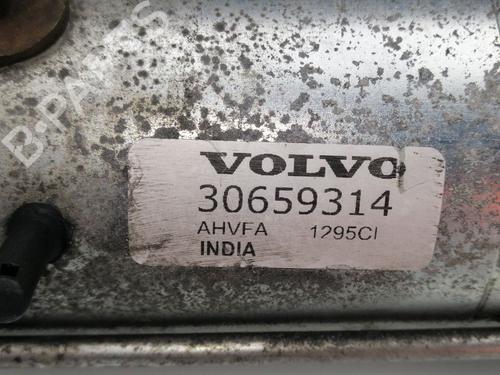 B-PARTS
VOLVO
30659314
AHVFA 1295CI
INDIA